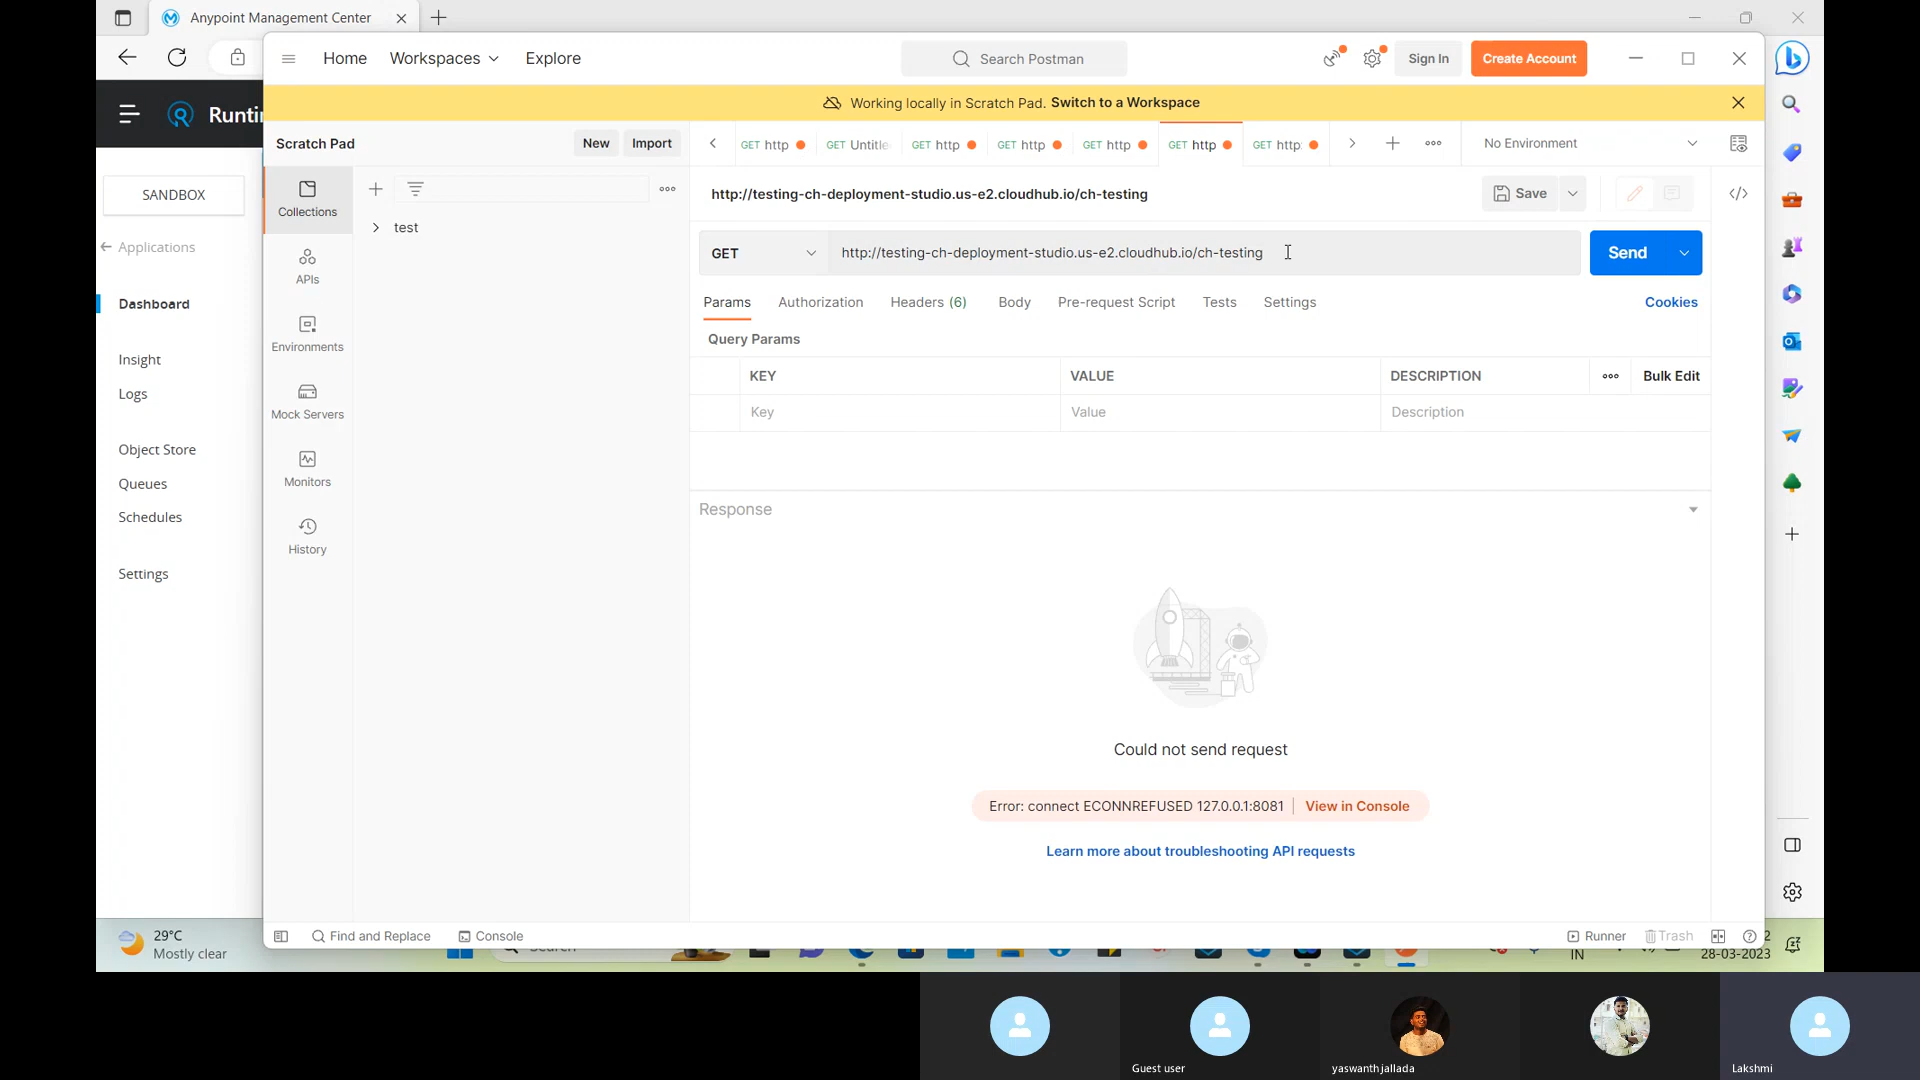 Anypoint Management Center
Home
Workspaces
Explore
Search Postman
Sign In
Create Account
Runti
Working locally in Scratch Pad. Switch to a Workspace
Scratch Pad
New
Import
GET http
GET Untitle
GET http
GET http
GET http
GET http
GET http
No Environment
SANDBOX
Collections
http://testing-ch-deployment-studio.us-e2.cloudhub.io/ch-testing
Save
</>
Applications
test
GET
http://testing-ch-deployment-studio.us-e2.cloudhub.io/ch-testing
Send
APIs
Dashboard
Params
Authorization
Headers (6)
Body
Pre-request Script
Tests
Settings
Cookies
Environments
Query Params
Insight
KEY
VALUE
DESCRIPTION
Bulk Edit
Logs
Mock Servers
Key
Value
Description
Object Store
Queues
Monitors
Schedules
Response
History
Settings
Could not send request
Error: connect ECONNREFUSED 127.0.0.1:8081
View in Console
Learn more about troubleshooting API requests
Find and Replace
Console
Runner
Trash
29°C
Mostly clear
IN
28-03-2023
Guest user
yaswanth jallada
Lakshmi